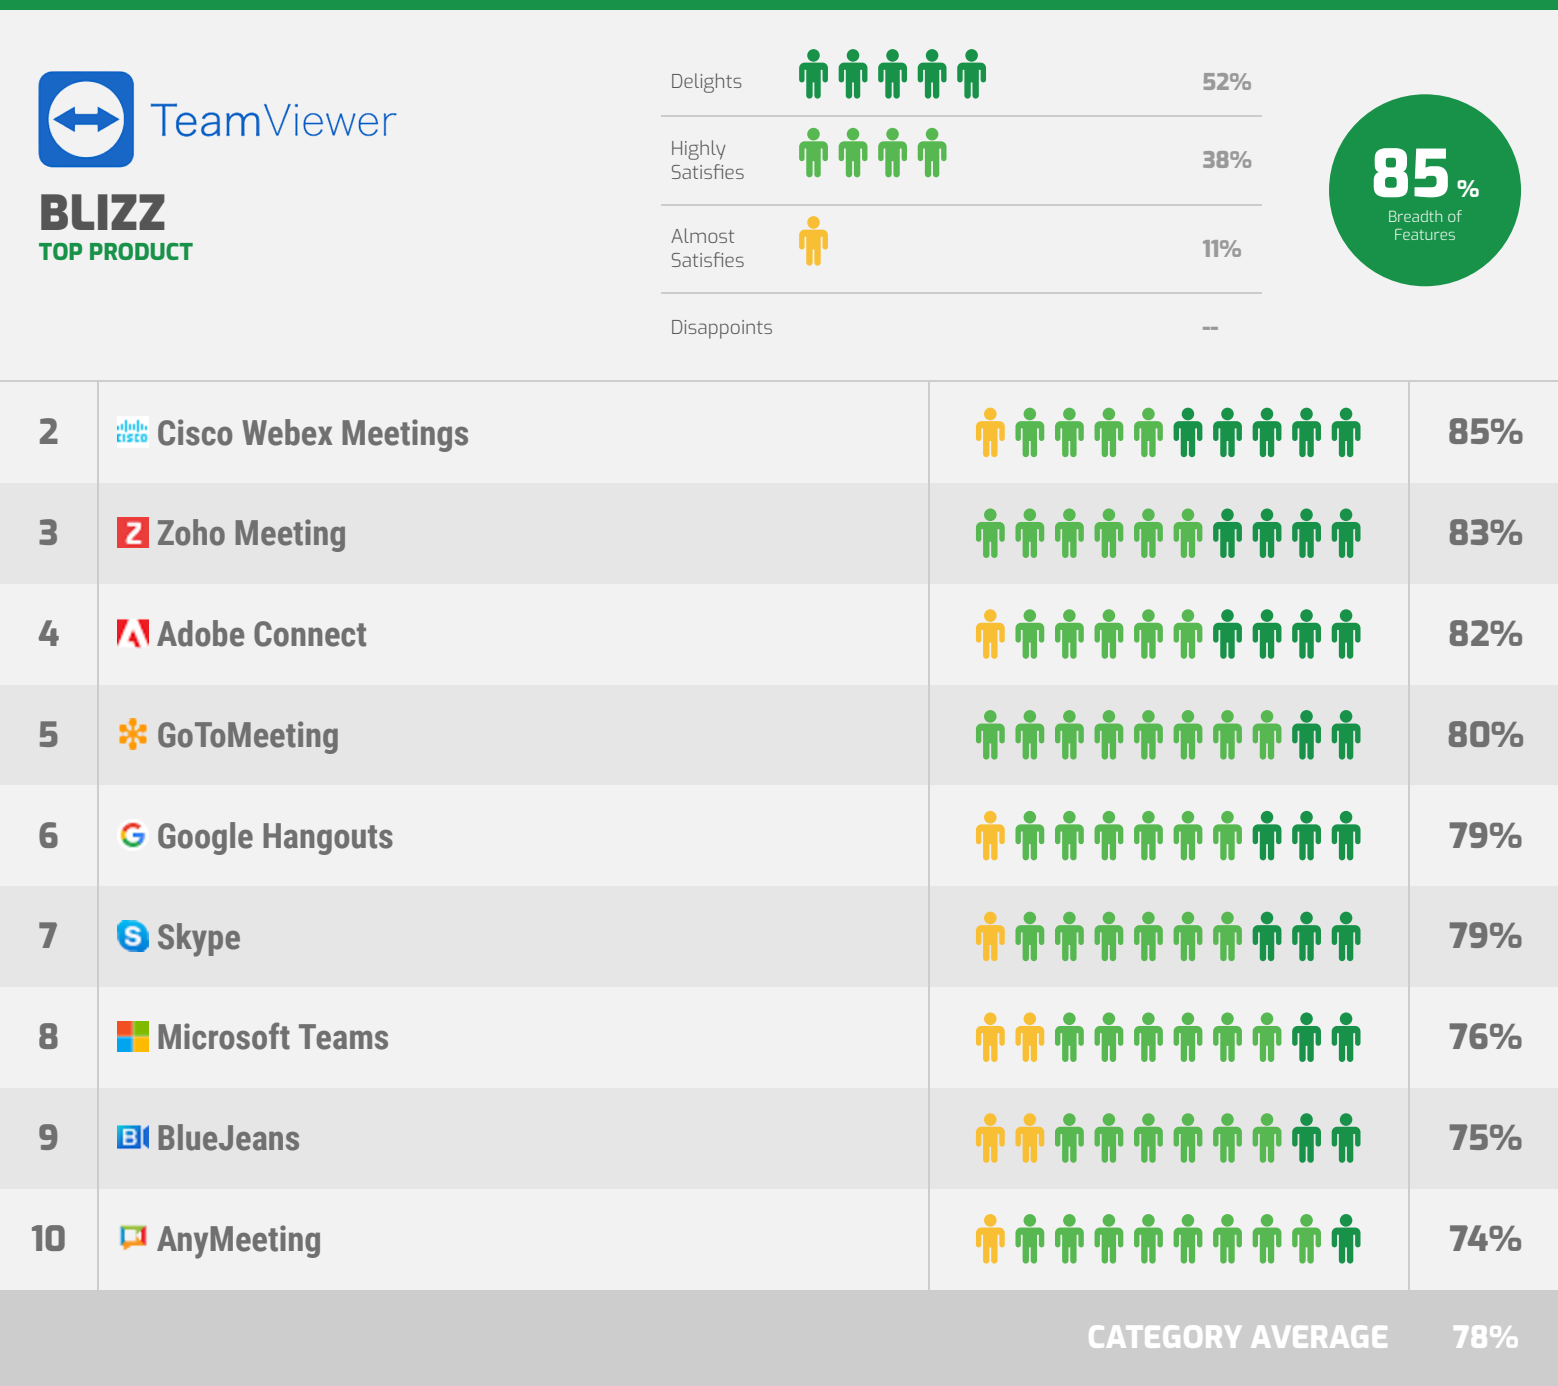 TeamViewer
BLIZZ
TOP PRODUCT
Delights 52%
Highly
Satisfies 38%
Almost
Satisfies 11%
Disappoints --
85 %
Breadth of
Features
2 CISCO Cisco Webex Meetings 85%
3 Z Zoho Meeting 83%
4 Adobe Connect 82%
5 GoToMeeting 80%
6 G Google Hangouts 79%
7 S Skype 79%
8 Microsoft Teams 76%
9 B BlueJeans 75%
10 AnyMeeting 74%
CATEGORY AVERAGE 78%